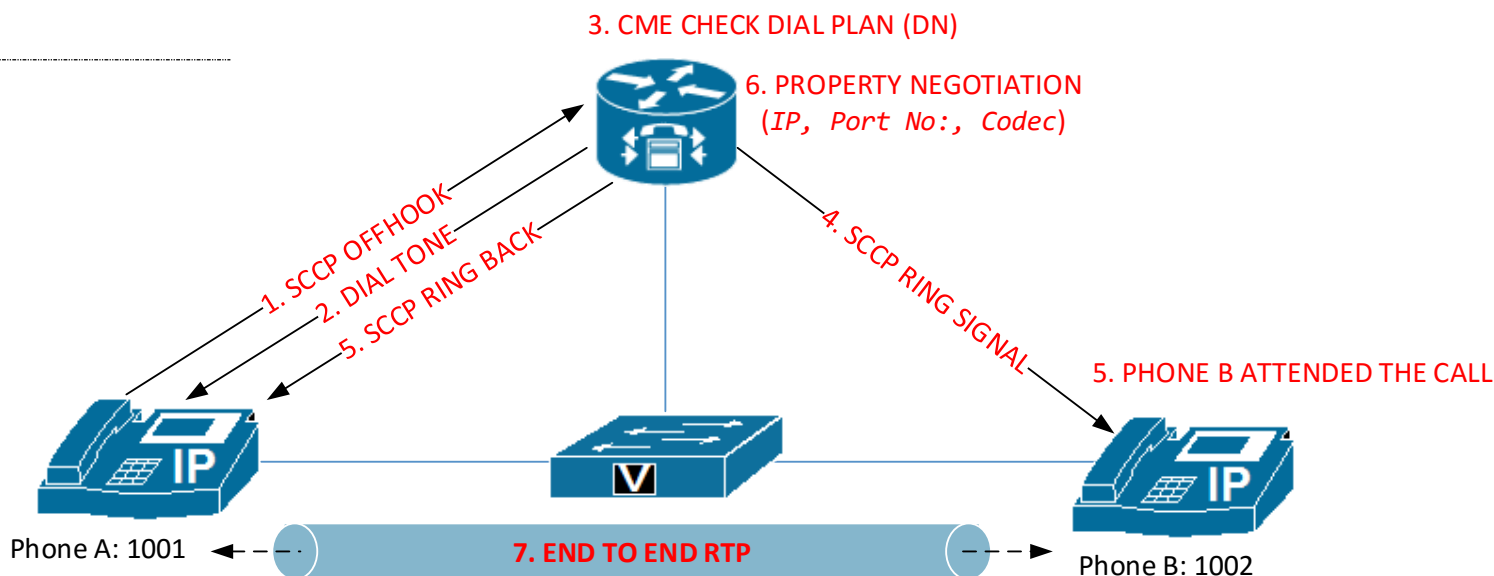 3. CME CHECK DIAL PLAN (DN)
6. PROPERTY NEGOTIATION
(IP, Port No:, Codec)
1. SCCP OFFHOOK
2. DIAL TONE
5. SCCP RING BACK
4. SCCP RING SIGNAL
5. PHONE B ATTENDED THE CALL
IP
V
IP
Phone A: 1001
7. END TO END RTP
Phone B: 1002